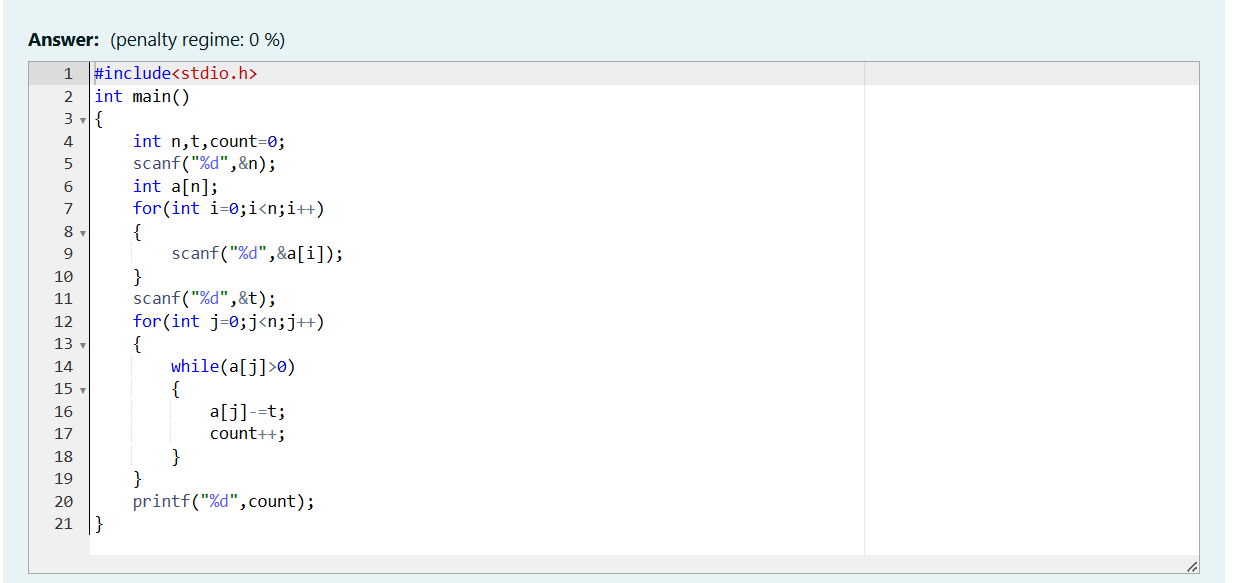 Answer: (penalty regime: 0 %)
1 #include<stdio.h>
2 int main()
3 {
4     int n,t,count=0;
5     scanf("%d",&n);
6     int a[n];
7     for(int i=0;i<n;i++)
8     {
9         scanf("%d",&a[i]);
10     }
11     scanf("%d",&t);
12     for(int j=0;j<n;j++)
13     {
14         while(a[j]>0)
15         {
16             a[j]-=t;
17             count++;
18         }
19     }
20     printf("%d",count);
21 }